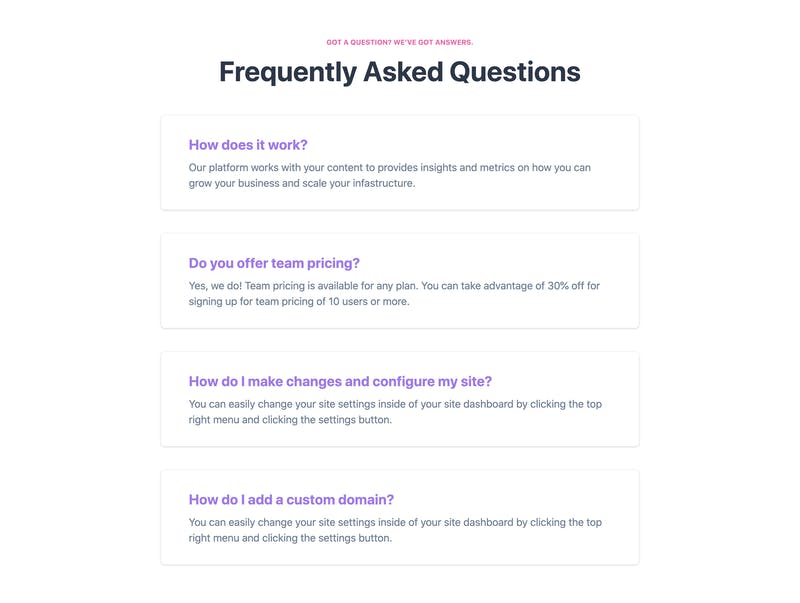 GOT A QUESTION? WE'VE GOT ANSWERS.
Frequently Asked Questions
How does it work?
Our platform works with your content to provides insights and metrics on how you can
grow your business and scale your infastructure.
Do you offer team pricing?
Yes, we do! Team pricing is available for any plan. You can take advantage of 30% off for
signing up for team pricing of 10 users or more.
How do I make changes and configure my site?
You can easily change your site settings inside of your site dashboard by clicking the top
right menu and clicking the settings button.
How do I add a custom domain?
You can easily change your site settings inside of your site dashboard by clicking the top
right menu and clicking the settings button.